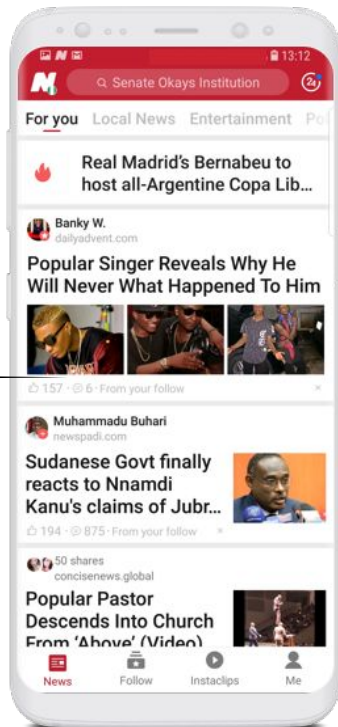 13:12
Senate Okays Institution
24
For you Local News Entertainment Po
Real Madrid's Bernabeu to
host all-Argentine Copa Lib...
Banky W.
dailyadvent.com
Popular Singer Reveals Why He
Will Never What Happened To Him
157 · 6 · From your follow ×
Muhammadu Buhari
newspadi.com
Sudanese Govt finally
reacts to Nnamdi
Kanu's claims of Jubr...
194 · 875 · From your follow ×
50 shares
concisenews.global
Popular Pastor
Descends Into Church
From 'Above' (Video)
News Follow Instaclips Me